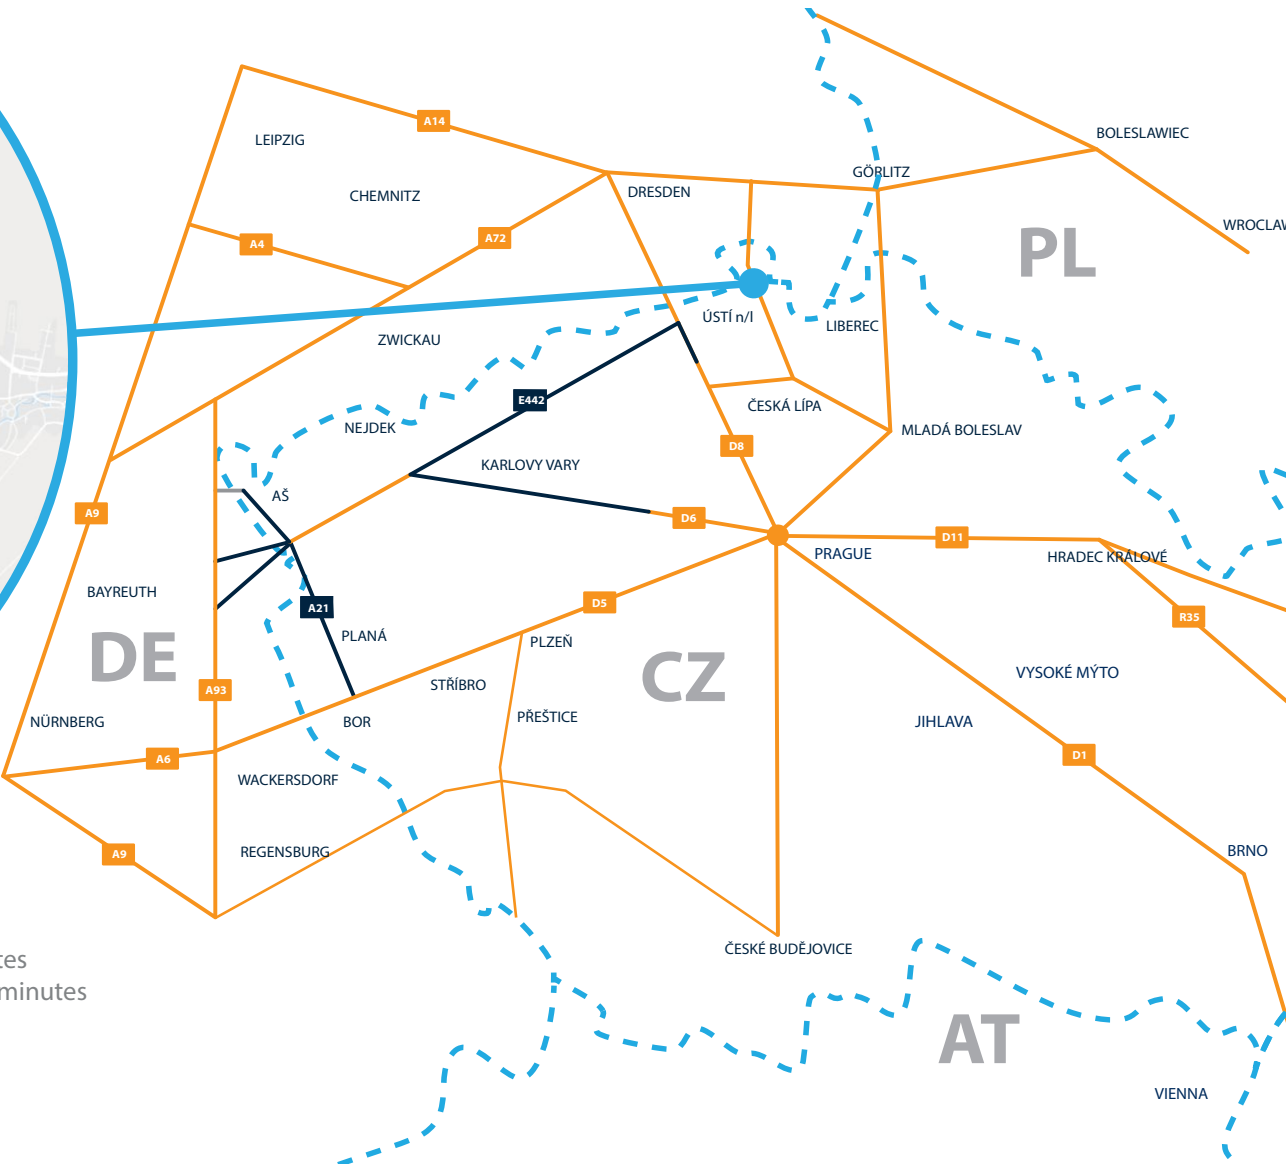 A14
BOLESLAWIEC
LEIPZIG
GÖRLITZ
CHEMNITZ
DRESDEN
WROCLAW
A4
A72
PL
ÚSTÍ n/l
LIBEREC
ZWICKAU
E442
ČESKÁ LÍPA
NEJDEK
MLADÁ BOLESLAV
D8
KARLOVY VARY
AŠ
A9
D6
D11
PRAGUE
HRADEC KRÁLOVÉ
BAYREUTH
D5
A21
R35
PLANÁ
PLZEŇ
DE
CZ
VYSOKÉ MÝTO
STŘÍBRO
A93
PŘEŠTICE
NÜRNBERG
BOR
JIHLAVA
A6
D1
WACKERSDORF
A9
REGENSBURG
BRNO
ČESKÉ BUDĚJOVICE
tes
minutes
AT
VIENNA